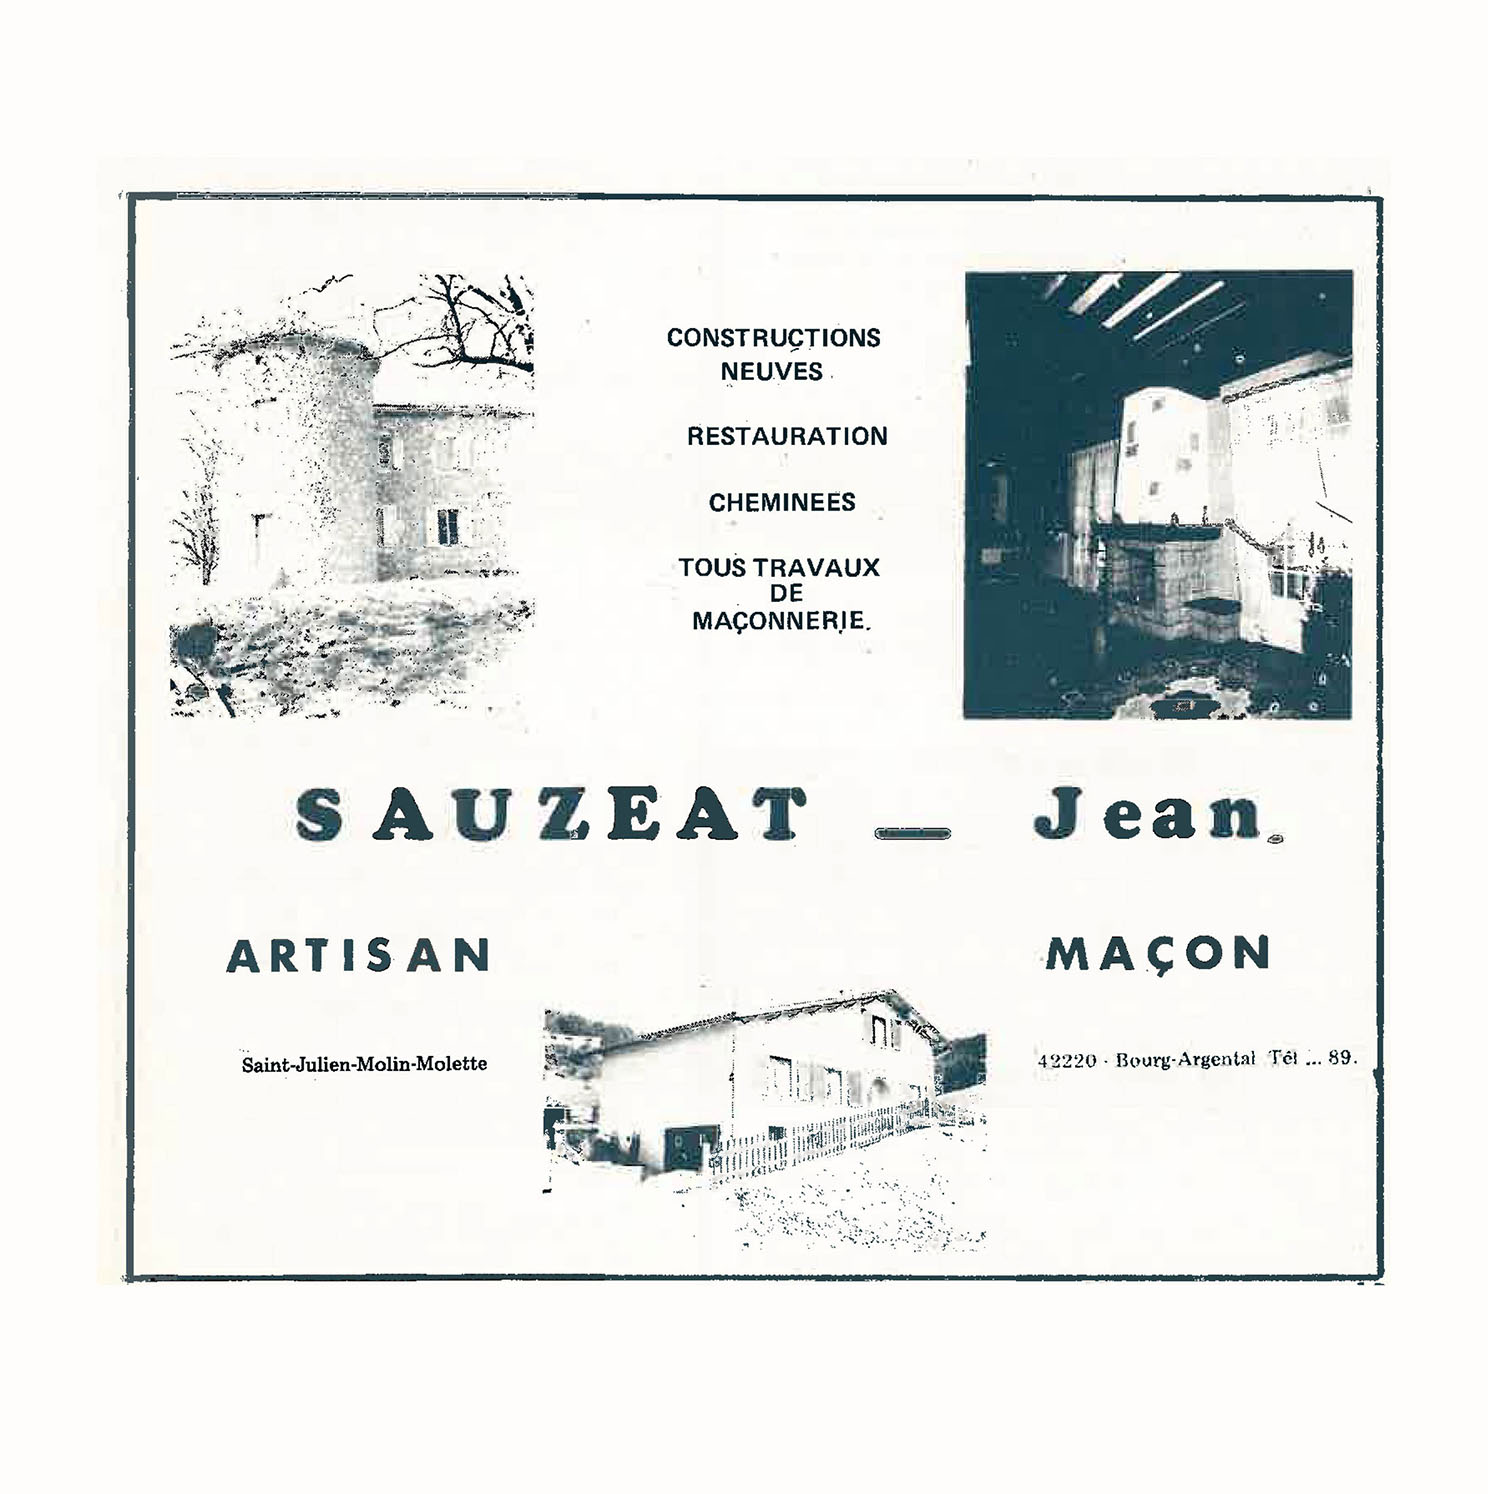 CONSTRUCTIONS
NEUVES
RESTAURATION
CHEMINEES
TOUS TRAVAUX
DE
MAÇONNERIE.
SAUZEAT — Jean.
ARTISAN MAÇON
Saint-Julien-Molin-Molette 42220 - Bourg-Argental Tél ... 89.